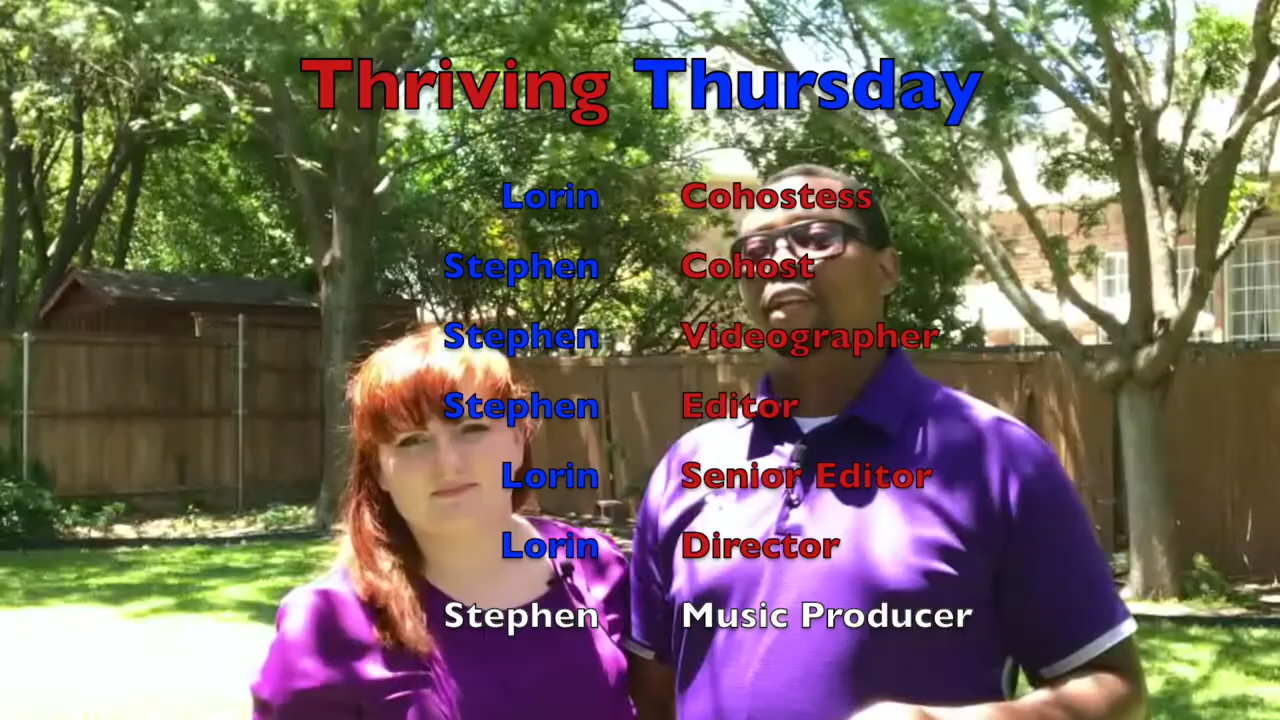 Thriving Thursday
Lorin Cohostess
Stephen Cohost
Stephen Videographer
Stephen Editor
Lorin Senior Editor
Lorin Director
Stephen Music Producer